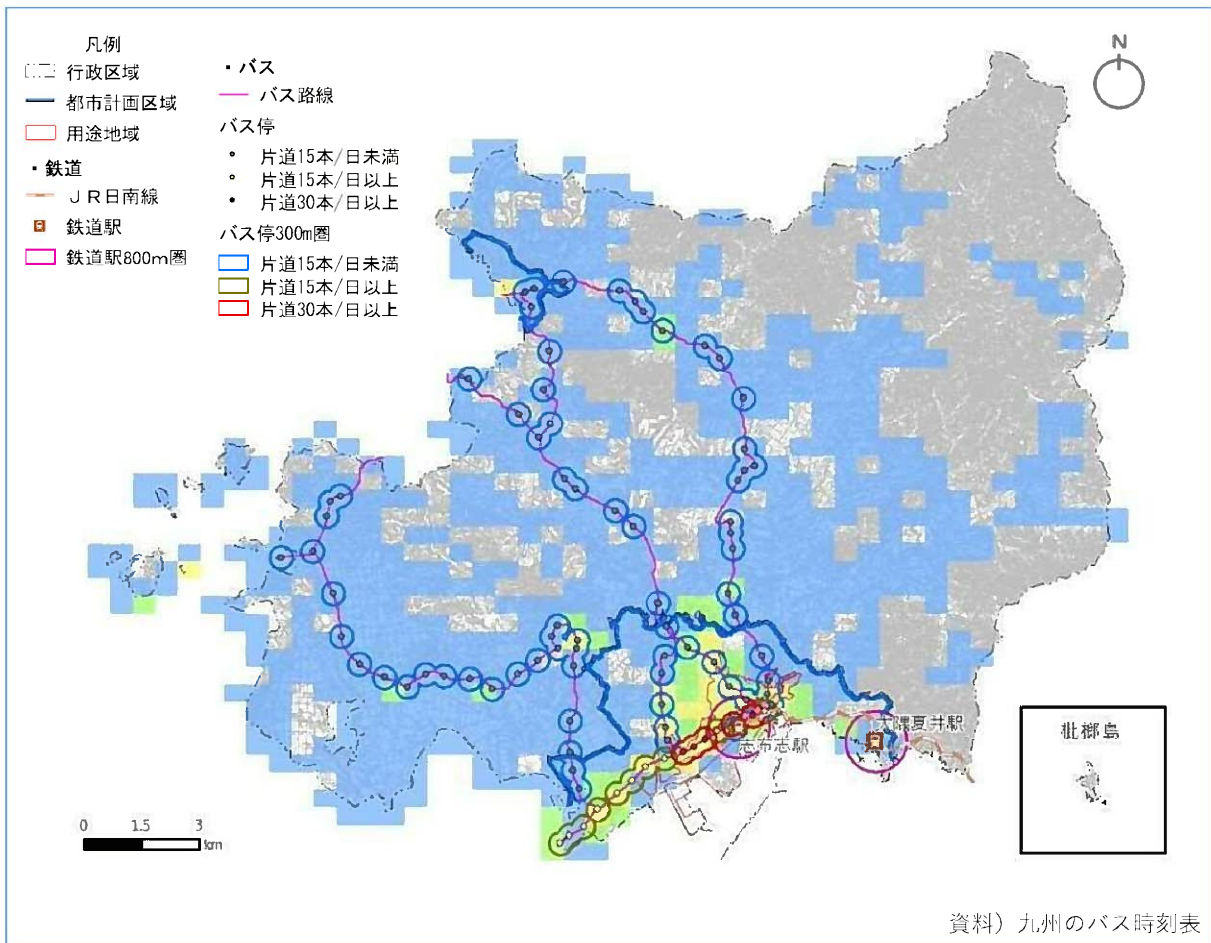 凡例
行政区域
都市計画区域
用途地域
・鉄道
ＪＲ日南線
鉄道駅
鉄道駅800m圏
・バス
バス路線
バス停
片道15本/日未満
片道15本/日以上
片道30本/日以上
バス停300m圏
片道15本/日未満
片道15本/日以上
片道30本/日以上
N
大隅夏井駅
志布志駅
枇榔島
0 1.5 3
km
資料）九州のバス時刻表